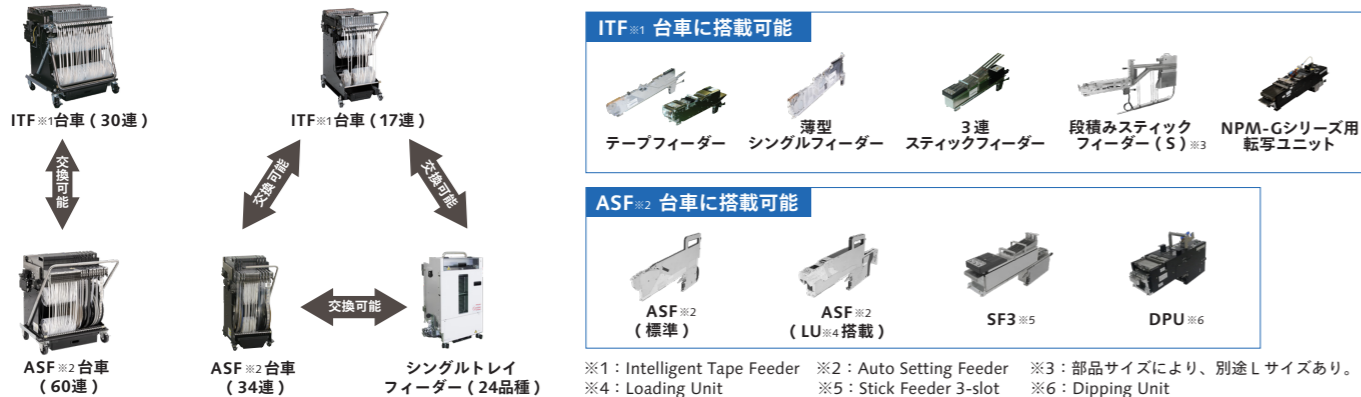 ITF※1台車 ( 30連 )
ITF※1台車 ( 17連 )
交換可能
交換可能
交換可能
ASF※2台車
( 60連 )
ASF※2台車
( 34連 )
交換可能
シングルトレイ
フィーダー ( 24品種 )
ITF※1 台車に搭載可能
テープフィーダー
薄型
シングルフィーダー
3連
スティックフィーダー
段積みスティック
フィーダー ( S ) ※3
NPM-Gシリーズ用
転写ユニット
ASF※2 台車に搭載可能
ASF※2
( 標準 )
ASF※2
( LU※4搭載 )
SF3※5
DPU※6
※1：Intelligent Tape Feeder ※2：Auto Setting Feeder ※3：部品サイズにより、別途 L サイズあり。
※4：Loading Unit ※5：Stick Feeder 3-slot ※6：Dipping Unit